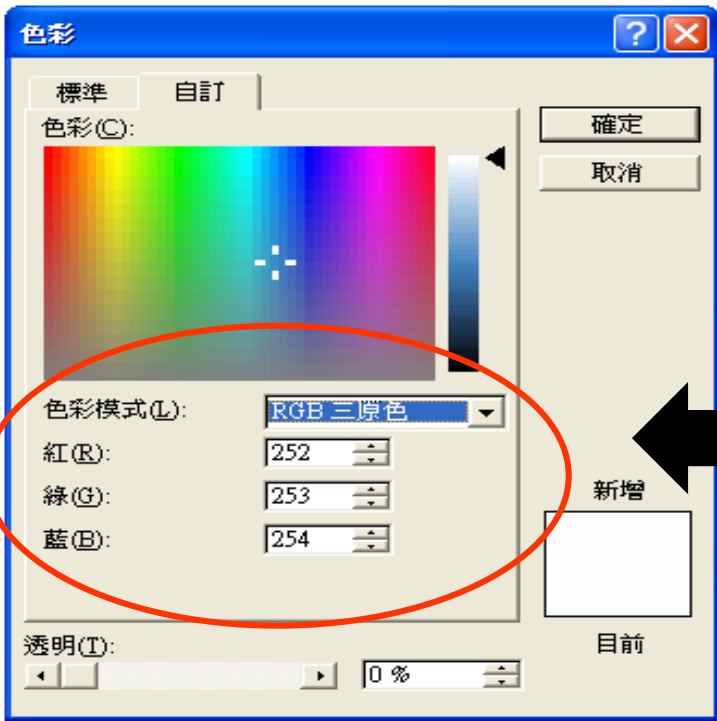 色彩
標準 自訂
色彩(C):
確定
取消
色彩模式(L): RGB 三原色
紅(R): 252
綠(G): 253
藍(B): 254
新增
目前
透明(T):
0 %